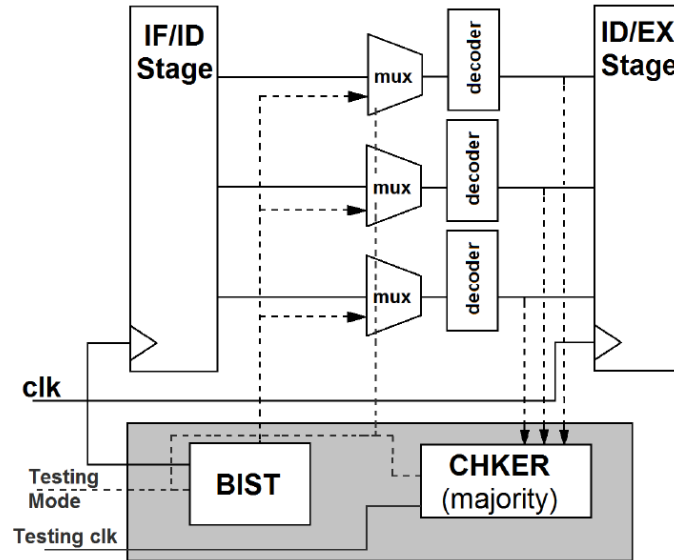 IF/ID
Stage
ID/EX
Stage
mux
decoder
mux
decoder
mux
decoder
clk
Testing
Mode
BIST
CHKER
(majority)
Testing clk